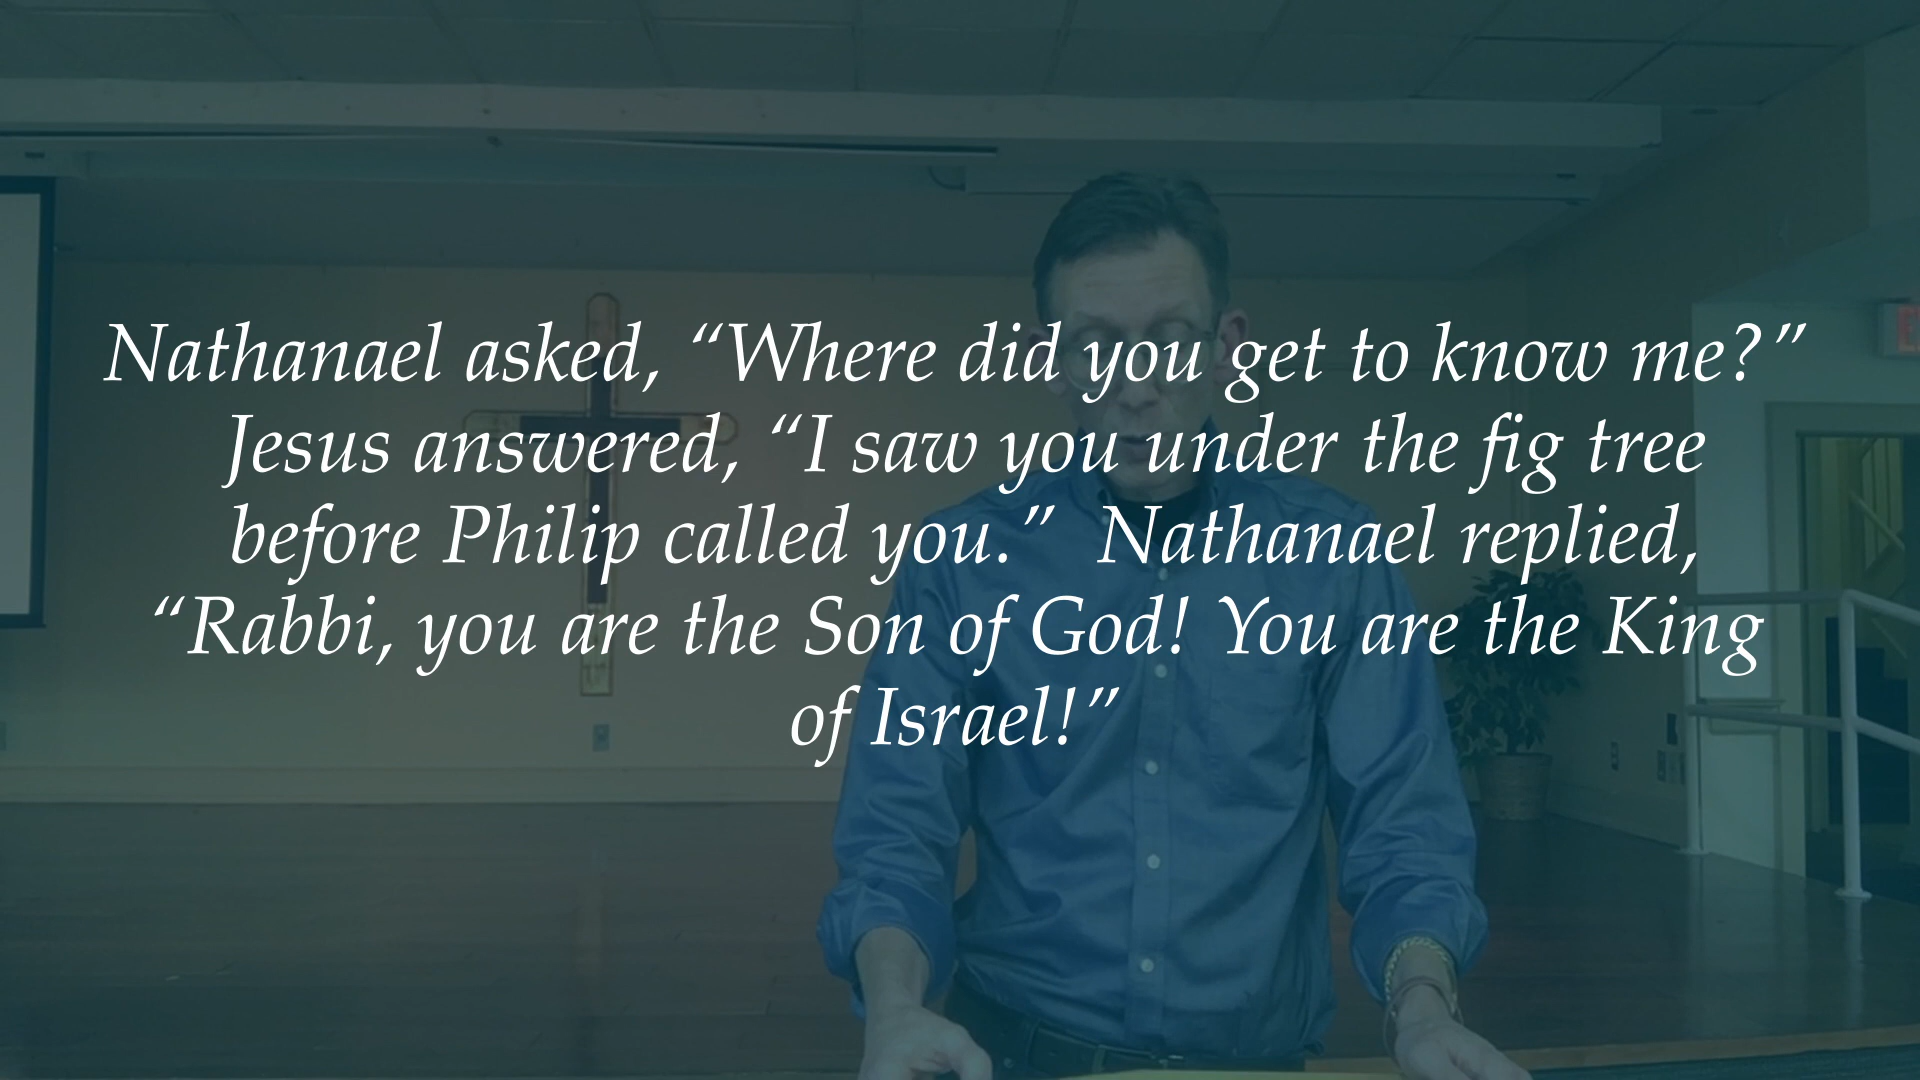 Nathanael asked, “Where did you get to know me?”
Jesus answered, “I saw you under the fig tree
before Philip called you.”  Nathanael replied,
“Rabbi, you are the Son of God! You are the King
of Israel!”